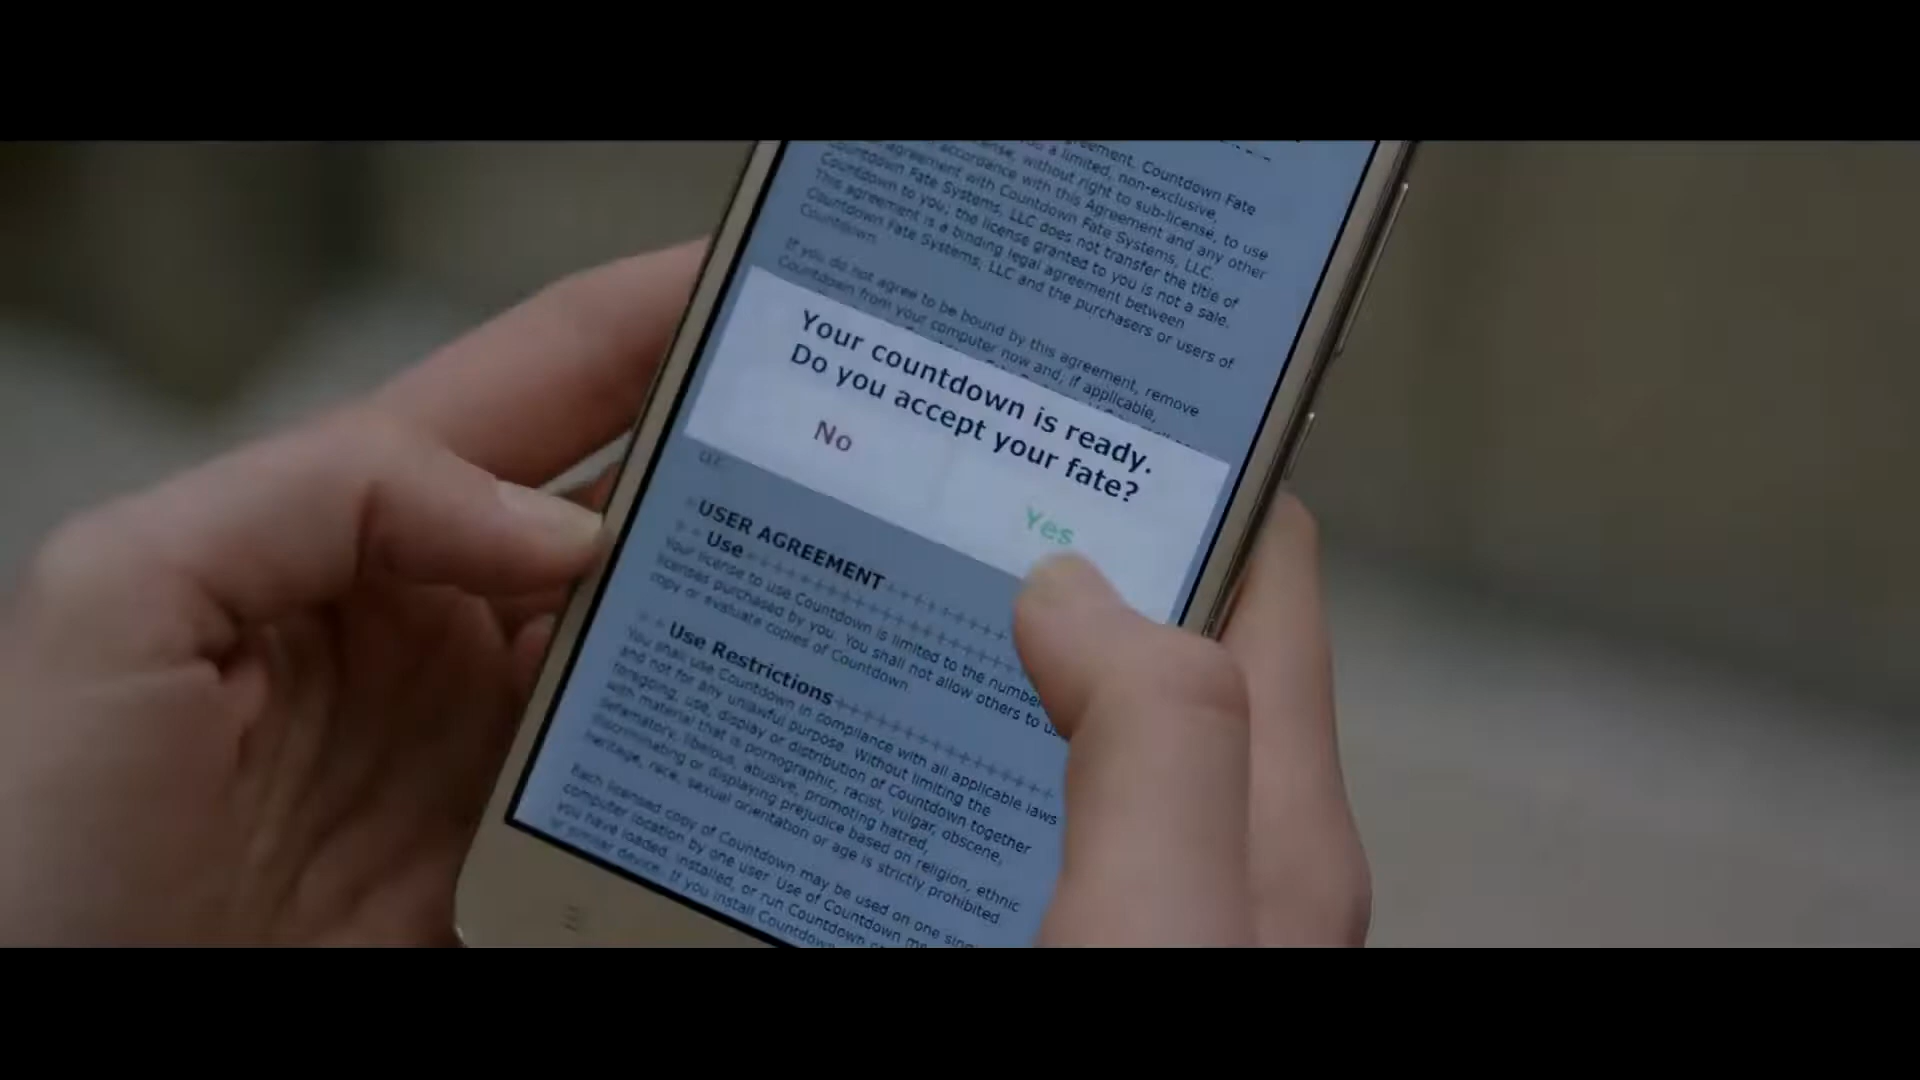 agreement. Countdown Fate
a limited, non-exclusive,
without right to sub-license, to use
accordance with this Agreement and any other
agreement with Countdown Fate Systems, LLC.
Countdown Fate Systems, LLC does not transfer the title of
Countdown to you; the license granted to you is not a sale.
This agreement is a binding legal agreement between
Countdown Fate Systems, LLC and the purchasers or users of
Countdown.
If you do not agree to be bound by this agreement, remove
Countdown from your computer now and, if applicable,
Your countdown is ready.
Do you accept your fate?
No
Yes
LLC.
USER AGREEMENT
Use
Your license to use Countdown is limited to the number
licenses purchased by you. You shall not allow others to us
copy or evaluate copies of Countdown.
Use Restrictions
You shall use Countdown in compliance with all applicable laws
and not for any unlawful purpose. Without limiting the
foregoing, use, display or distribution of Countdown together
with material that is pornographic, racist, vulgar, obscene,
defamatory, libelous, abusive, promoting hatred,
discriminating or displaying prejudice based on religion, ethnic
heritage, race, sexual orientation or age is strictly prohibited.
Each licensed copy of Countdown may be used on one sing
computer location by one user. Use of Countdown me
you have loaded, installed, or run Countdown
or similar device. If you install Countdown